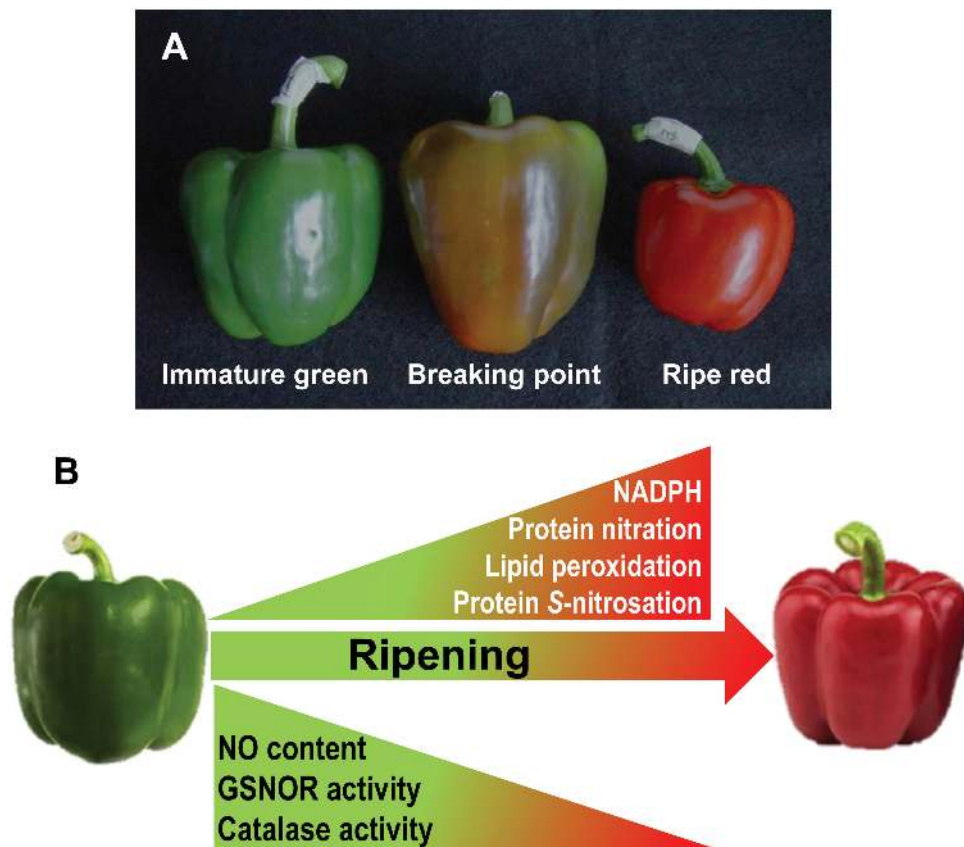 A
Immature green Breaking point Ripe red
B
NADPH
Protein nitration
Lipid peroxidation
Protein S-nitrosation
Ripening
NO content
GSNOR activity
Catalase activity